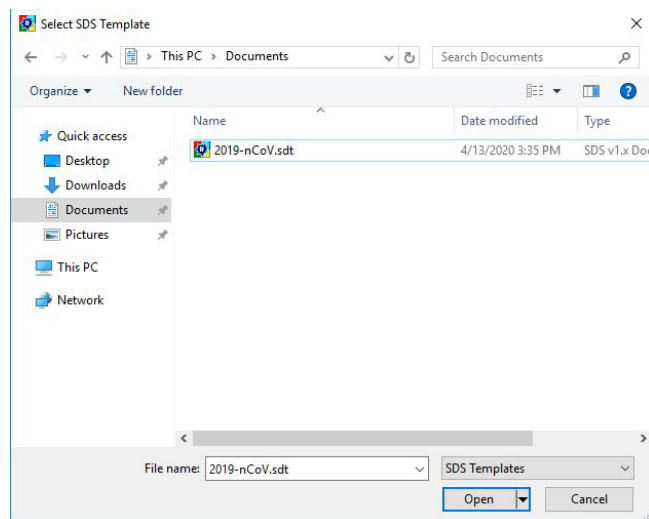 Select SDS Template
This PC > Documents
Search Documents
Organize
New folder
Name
Date modified
Type
Quick access
2019-nCoV.sdt
4/13/2020 3:35 PM
SDS v1.x Do
Desktop
Downloads
Documents
Pictures
This PC
Network
File name: 2019-nCoV.sdt
SDS Templates
Open
Cancel